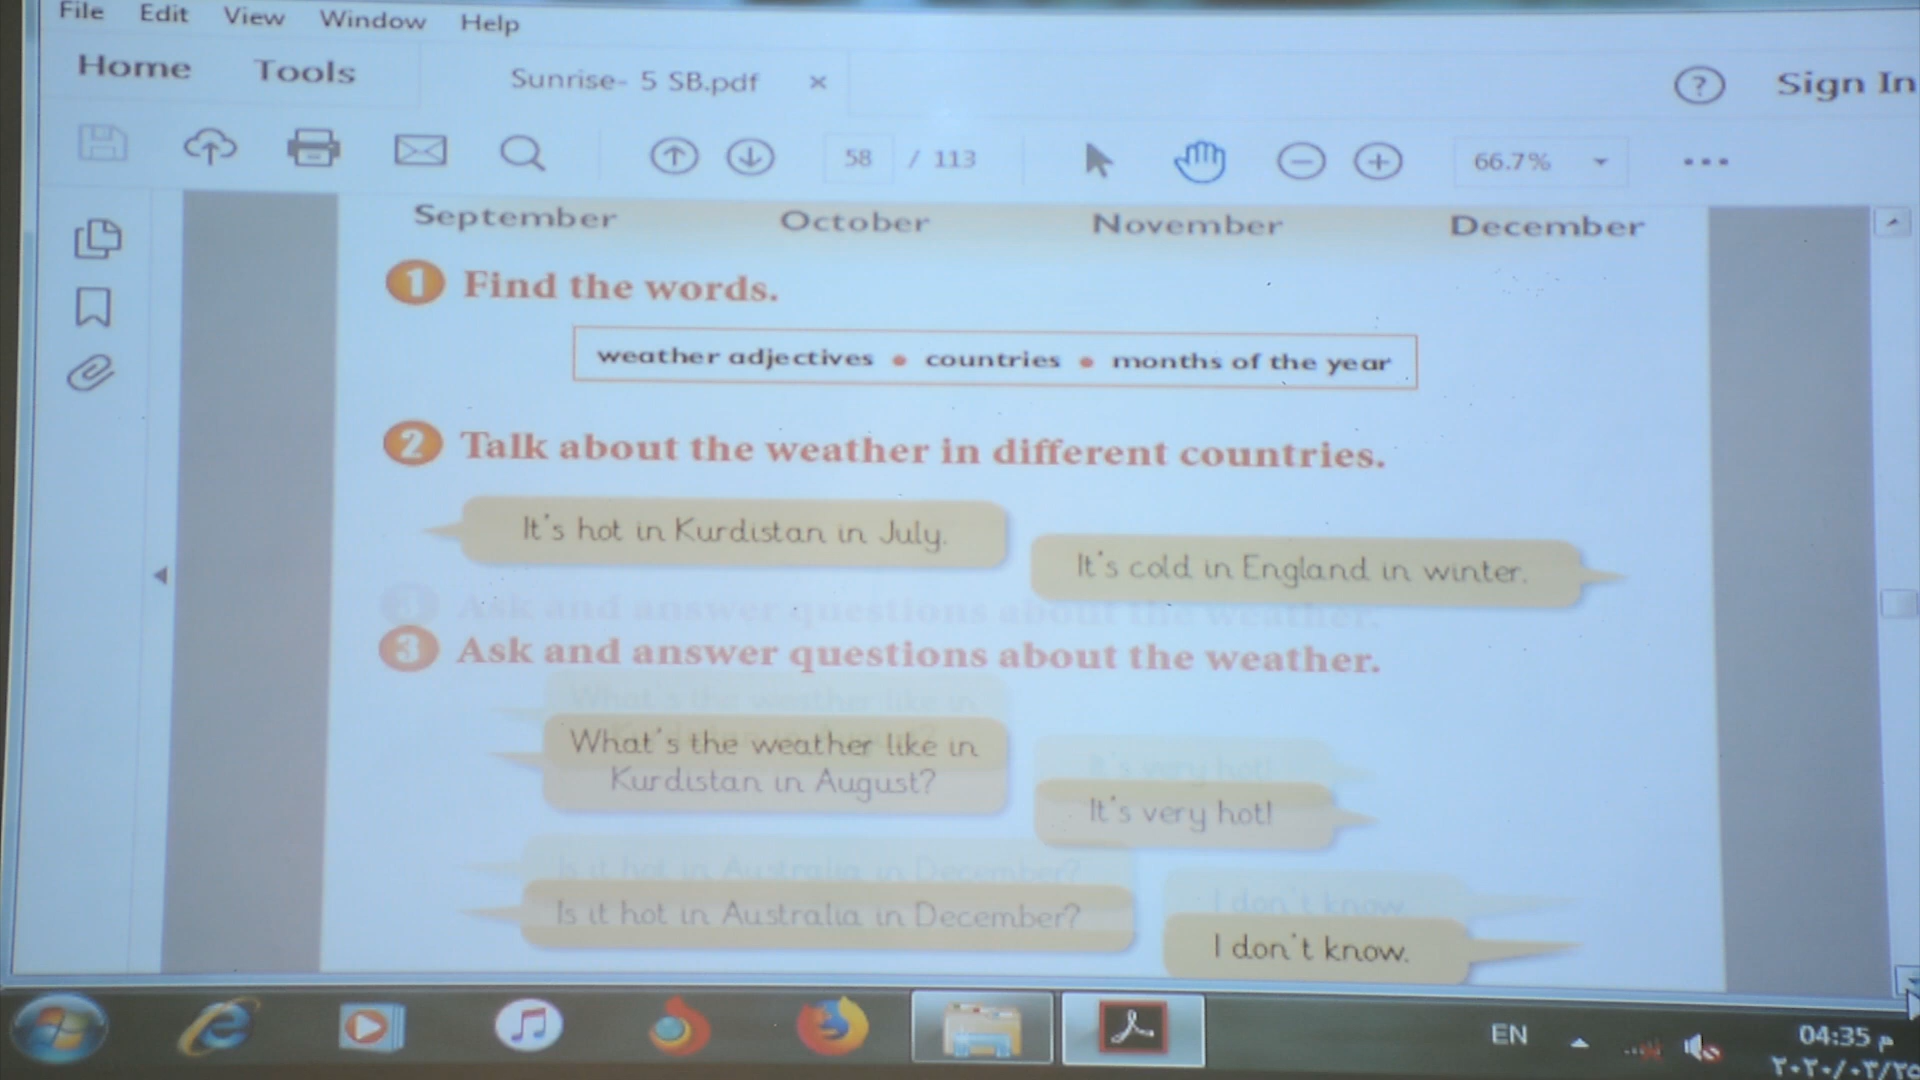 File Edit View Window Help
Home Tools Sunrise- 5 SB.pdf × ? Sign In
58 / 113 66.7%
September October November December
1 Find the words.
weather adjectives • countries • months of the year
2 Talk about the weather in different countries.
It's hot in Kurdistan in July.
It's cold in England in winter.
3 Ask and answer questions about the weather.
What's the weather like in
Kurdistan in August?
It's very hot!
Is it hot in Australia in December?
I don't know.
EN 04:35 م